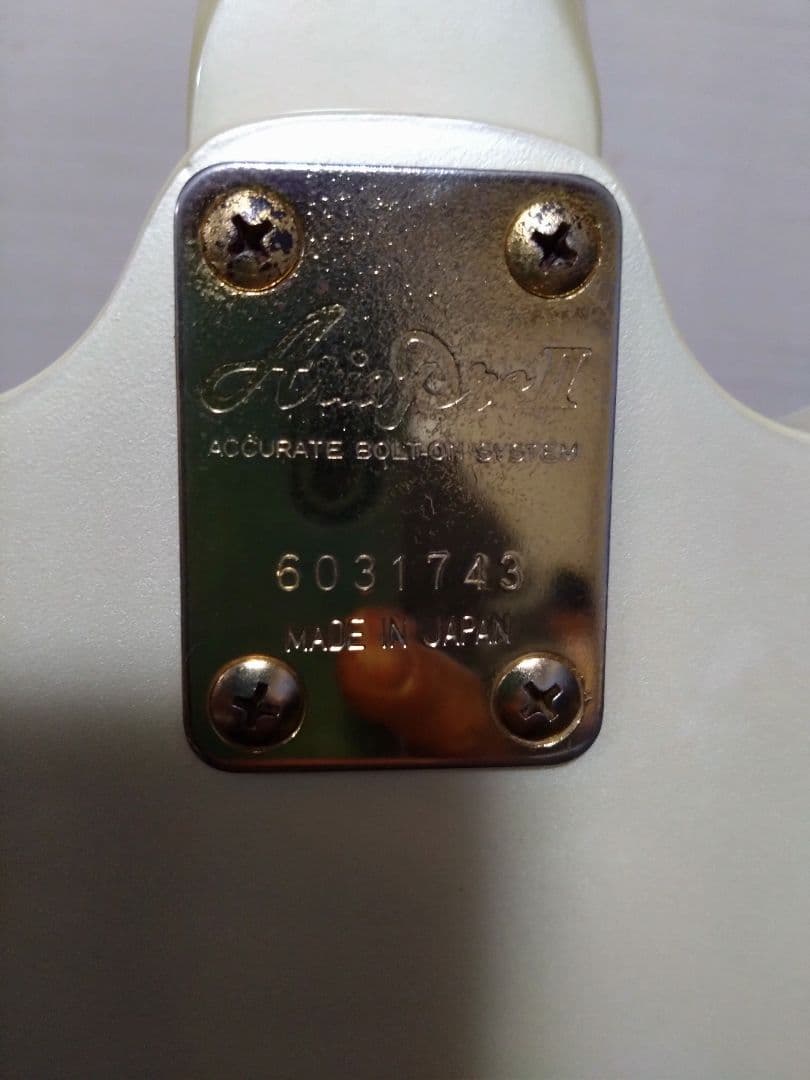 Aria Pro II
ACCURATE BOLT-ON SYSTEM
6031743
MADE IN JAPAN